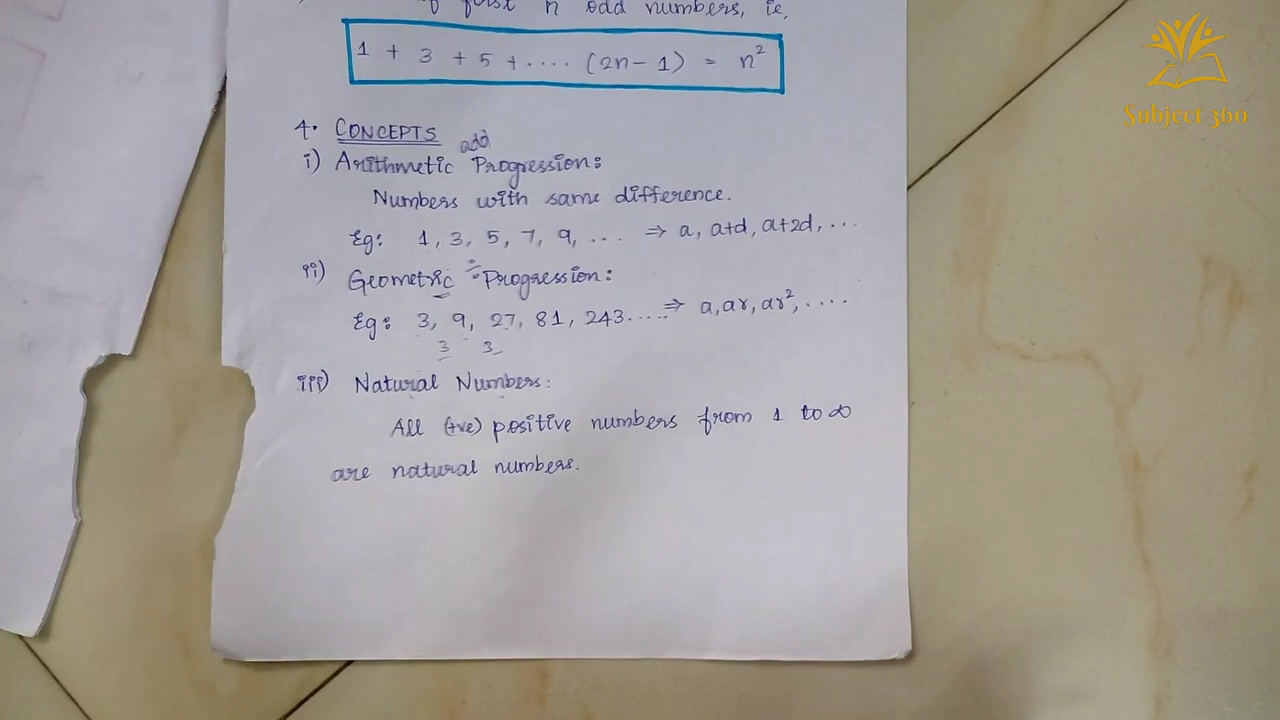 of first n odd numbers, ie,
1 + 3 + 5 + .... (2n - 1) = n²
4. CONCEPTS
add
i) Arithmetic Progression:
Numbers with same difference.
Eg: 1, 3, 5, 7, 9, ... ⇒ a, a+d, a+2d, ...
ii) Geometric ÷ Progression:
Eg: 3, 9, 27, 81, 243..... ⇒ a, ar, ar², ....
3 3
iii) Natural Numbers:
All (+ve) positive numbers from 1 to ∞
are natural numbers.
Subject 360